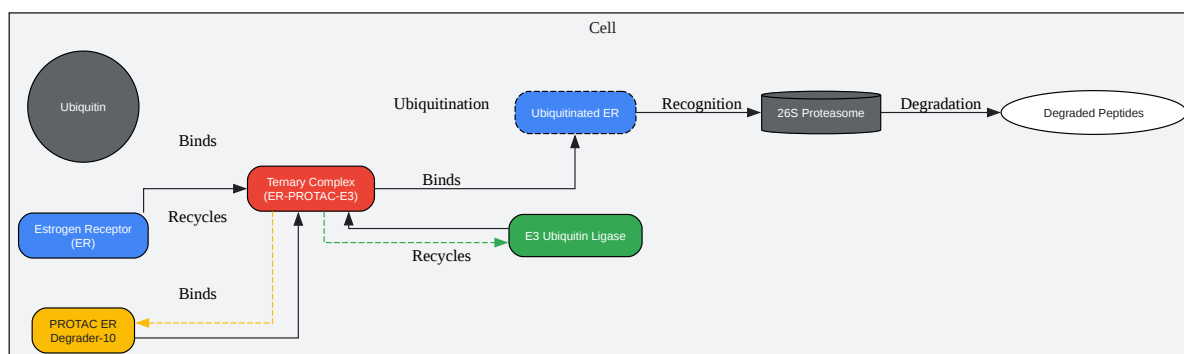 Cell
Ubiquitin
Ubiquitination
Ubiquitinated ER
Recognition
26S Proteasome
Degradation
Degraded Peptides
Binds
Ternary Complex
(ER-PROTAC-E3)
Binds
Recycles
Estrogen Receptor
(ER)
E3 Ubiquitin Ligase
Recycles
Binds
PROTAC ER
Degrader-10